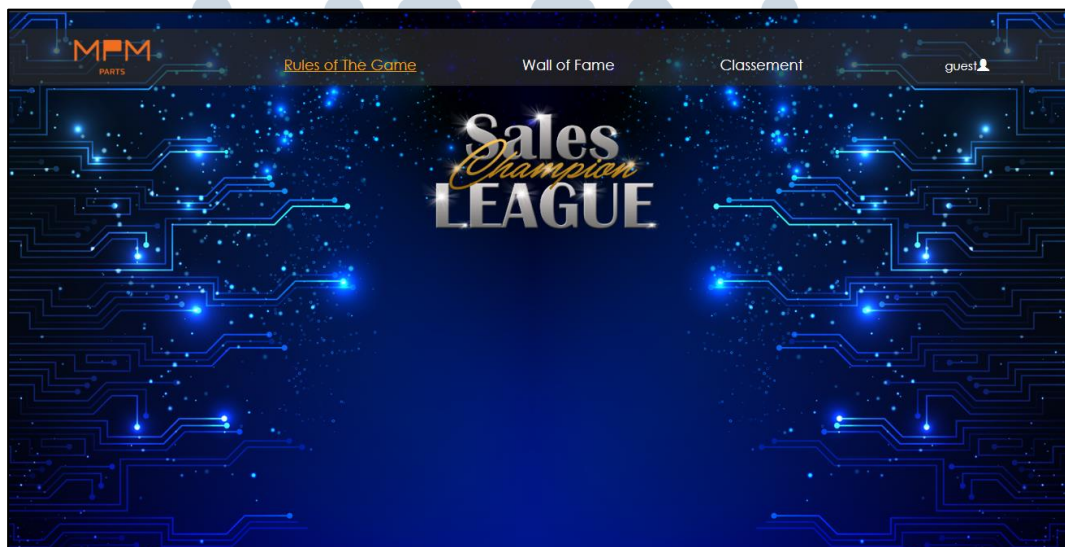 MPM
PARTS
Rules of The Game
Wall of Fame
Classement
guest
Sales
Champion
LEAGUE